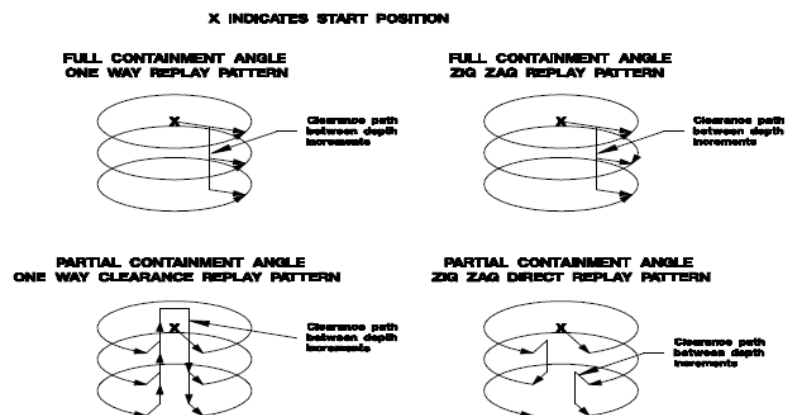 X INDICATES START POSITION
FULL CONTAINMENT ANGLE
ONE WAY REPLAY PATTERN
X
Clearance path
between depth
increments
FULL CONTAINMENT ANGLE
ZIG ZAG REPLAY PATTERN
X
Clearance path
between depth
increments
PARTIAL CONTAINMENT ANGLE
ONE WAY CLEARANCE REPLAY PATTERN
X
Clearance path
between depth
increments
PARTIAL CONTAINMENT ANGLE
ZIG ZAG DIRECT REPLAY PATTERN
X
Clearance path
between depth
increments